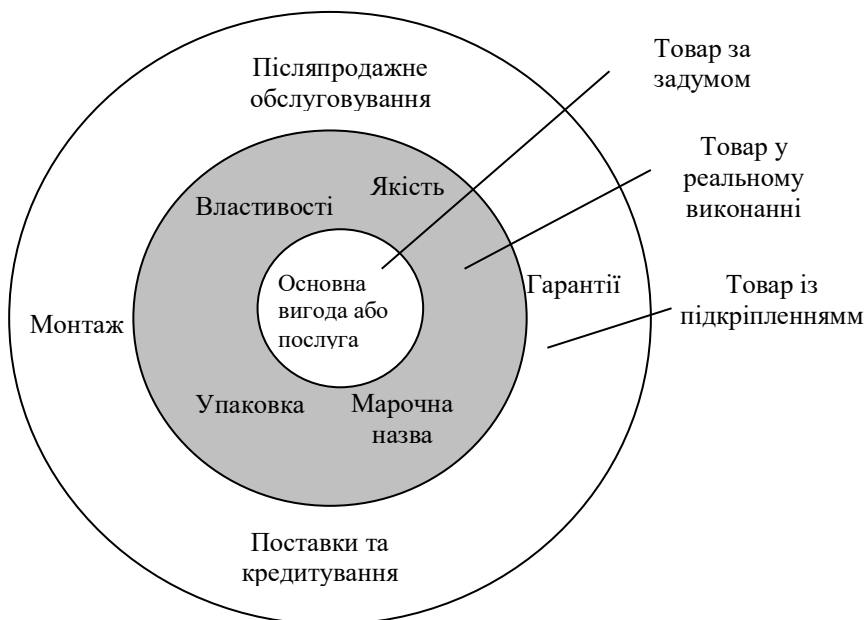 Післяпродажне
обслуговування
Товар за
задумом
Товар у
реальному
виконанні
Якість
Властивості
Основна
вигода або
послуга
Гарантії
Товар із
підкріпленнямм
Монтаж
Упаковка
Марочна
назва
Поставки та
кредитування